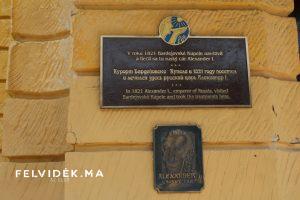 V roku 1821 Bardejovské Kúpele navštívil
a liečil sa tu ruský cár Alexander I.
Курорт Бардейовске Купеле в 1821 году посетил
и лечился здесь русский царь Александр I.
In 1821 Alexander I., emperor of Russia, visited
Bardejovské Kúpele and took the treatments here.
ALEXANDER I.
FELVIDÉK.MA